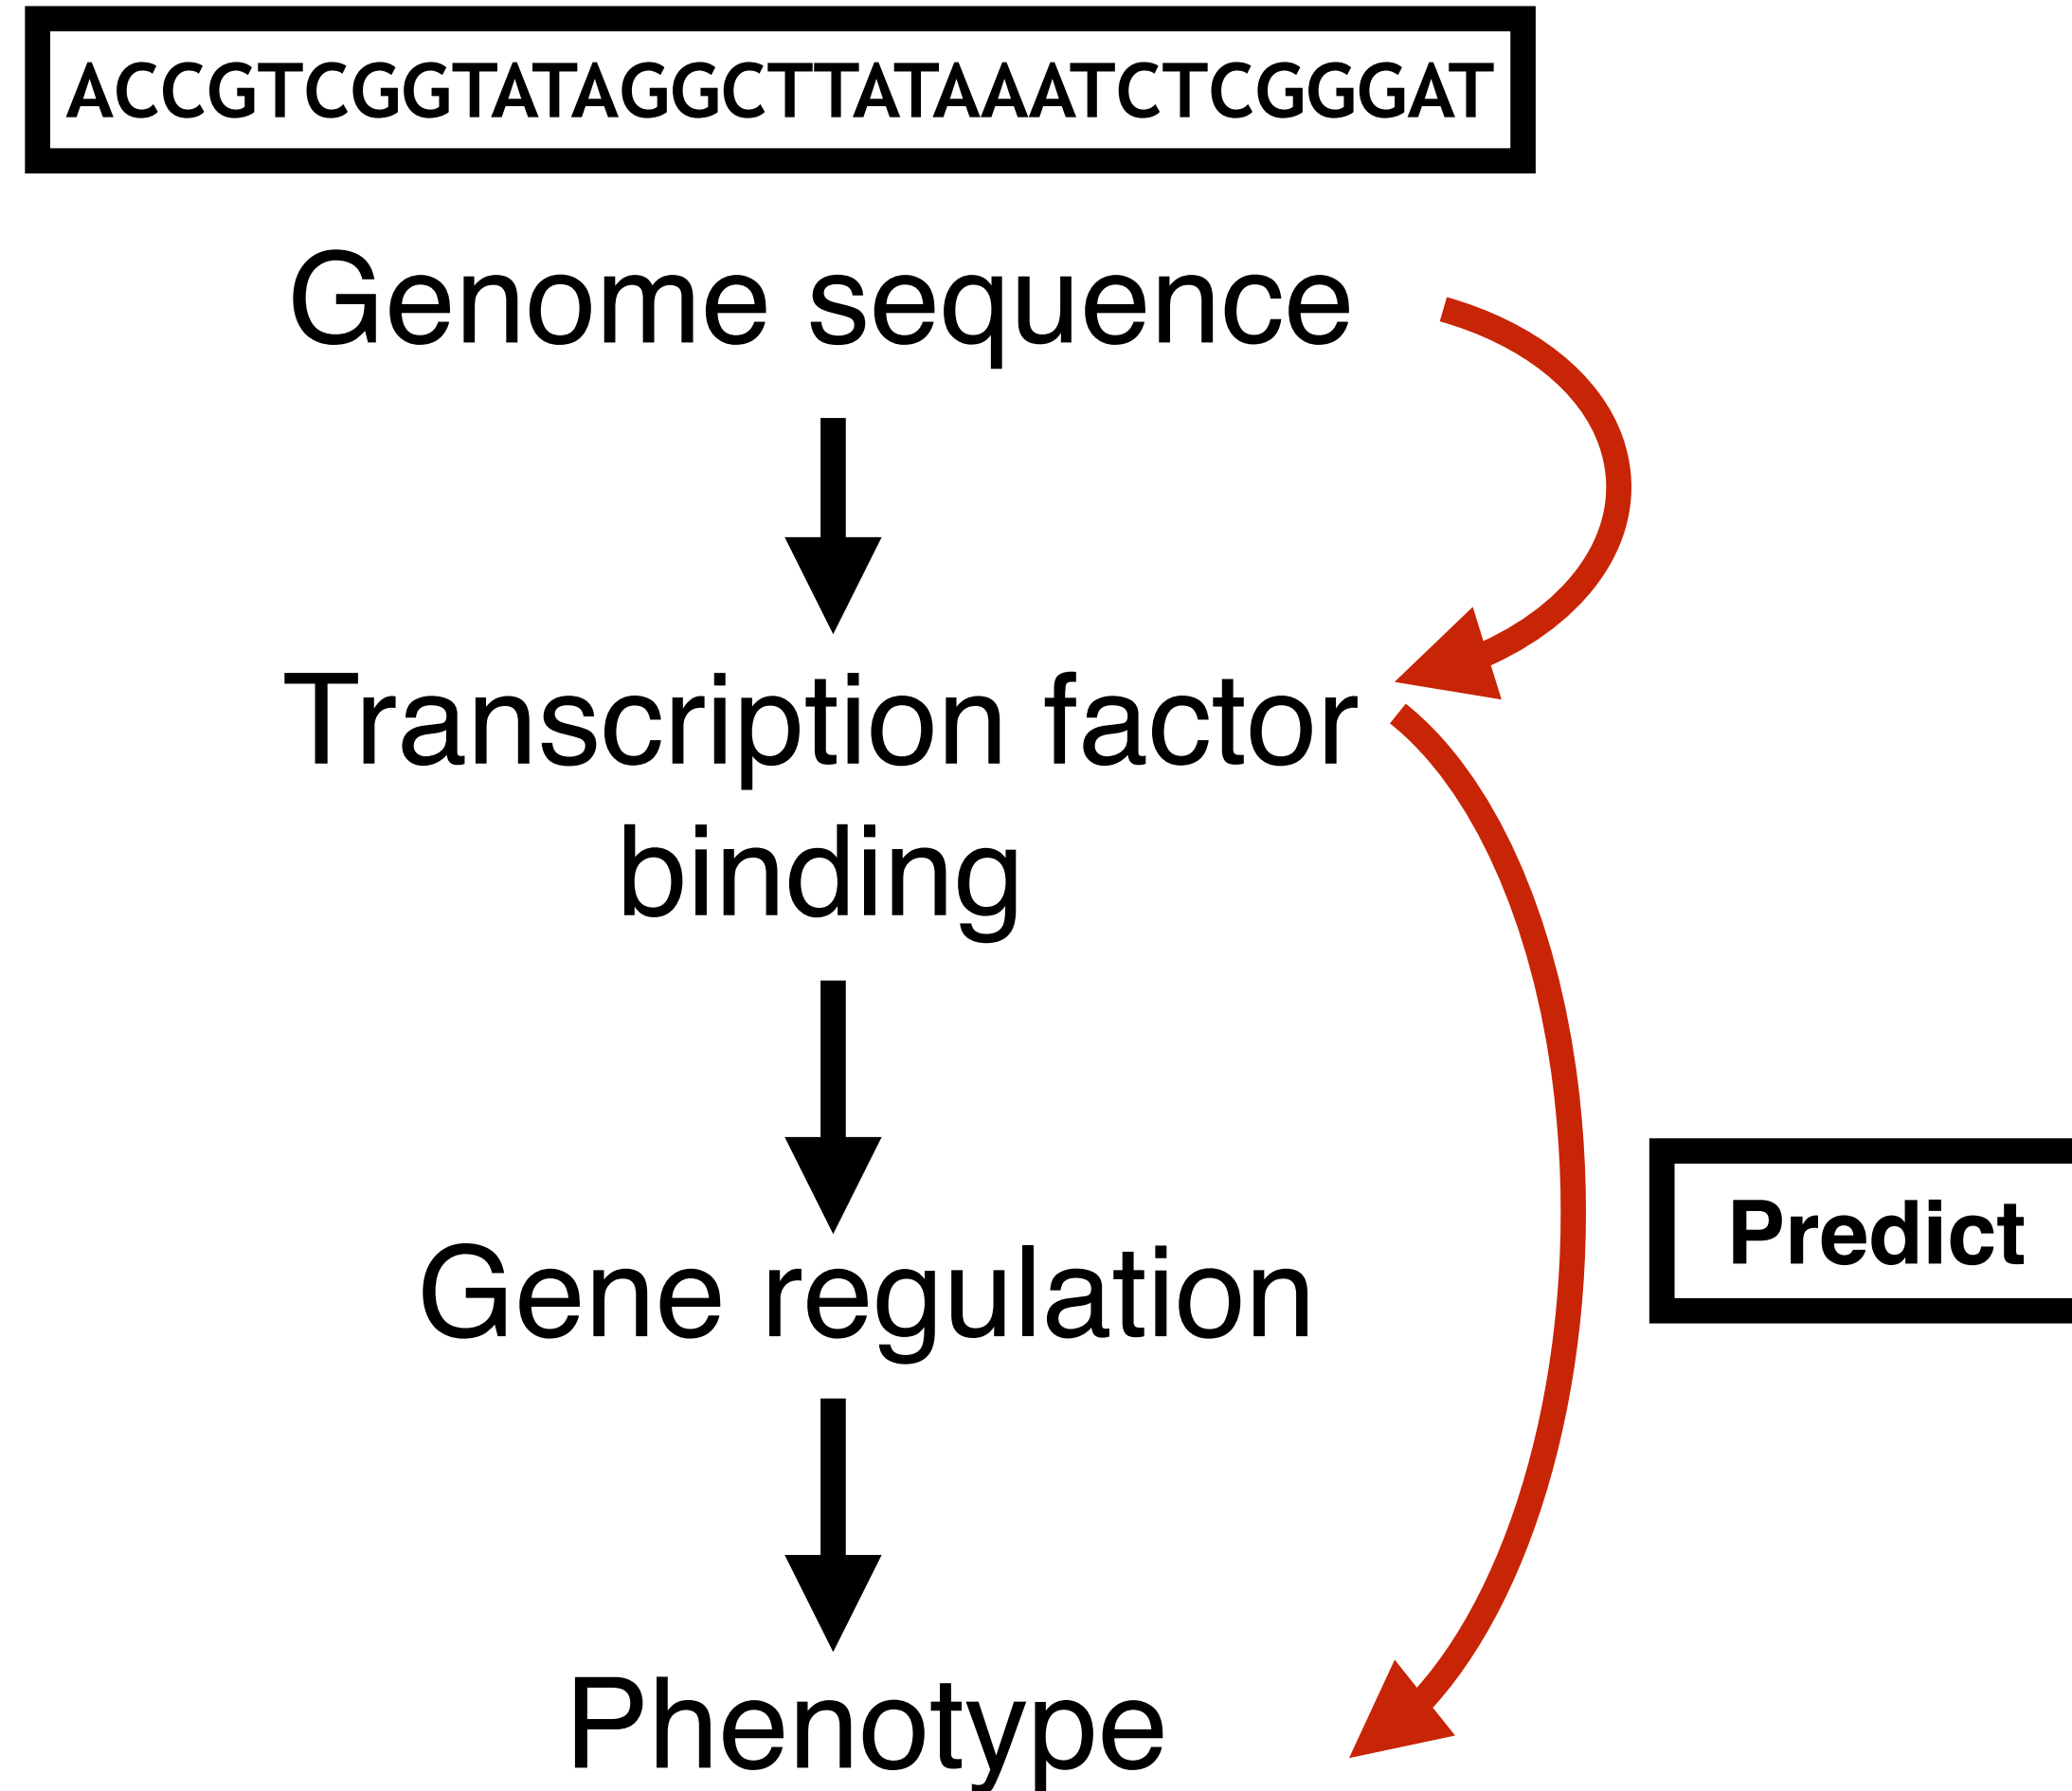 ACCGTCGGTATAGGCTTATAAATCTCGGGAT
Genome sequence
Transcription factor
binding
Gene regulation
Predict
Phenotype